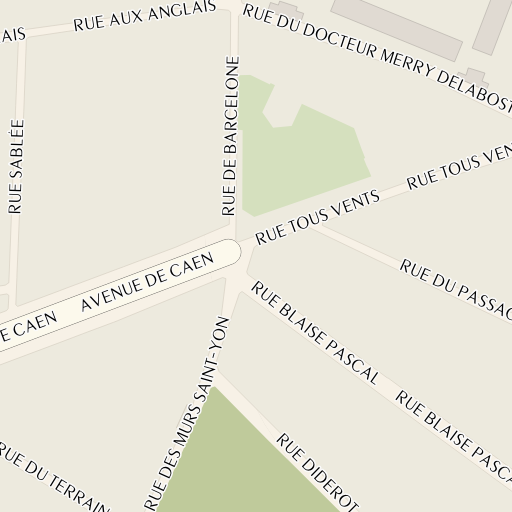 AIS
RUE AUX ANGLAIS
RUE DU DOCTEUR MERRY DELABOST
RUE SABLÉE
RUE DE BARCELONE
RUE TOUS VEN
RUE TOUS VENTS
AVENUE DE CAEN
E CAEN
RUE DU PASSAG
RUE BLAISE PASCAL
RUE BLAISE PASCA
RUE DES MURS SAINT-YON
RUE DIDEROT
RUE DU TERRAIN